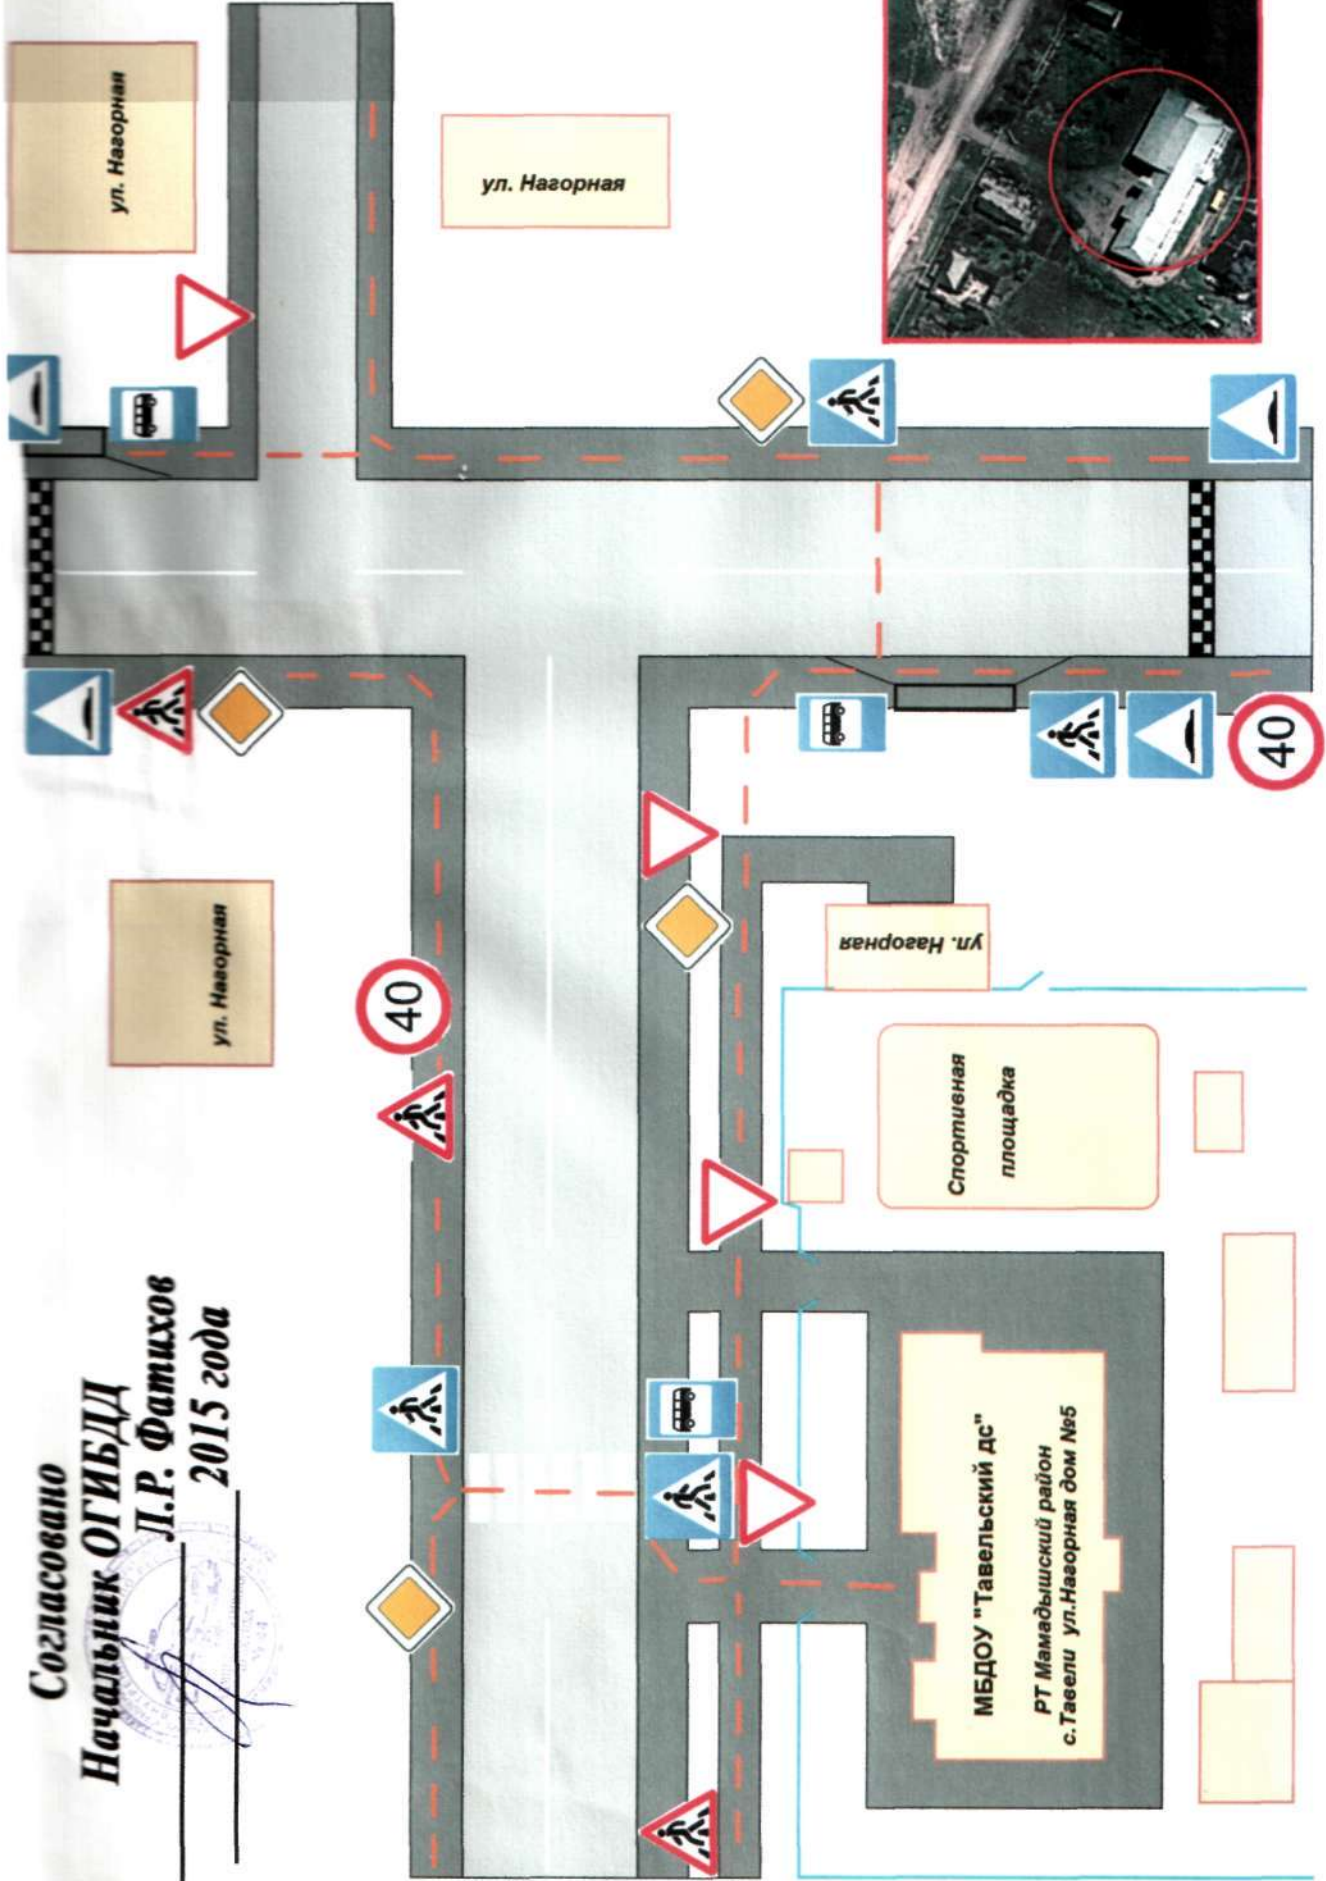 Согласовано
Начальник ОГИБДД
Л.Р. Фатихов
2015 года
ул. Нагорная
ул. Нагорная
ул. Нагорная
ул. Нагорная
40
40
Спортивная
площадка
МБДОУ "Тавельский дс"
РТ Мамадышский район
с.Тавели ул.Нагорная дом №5